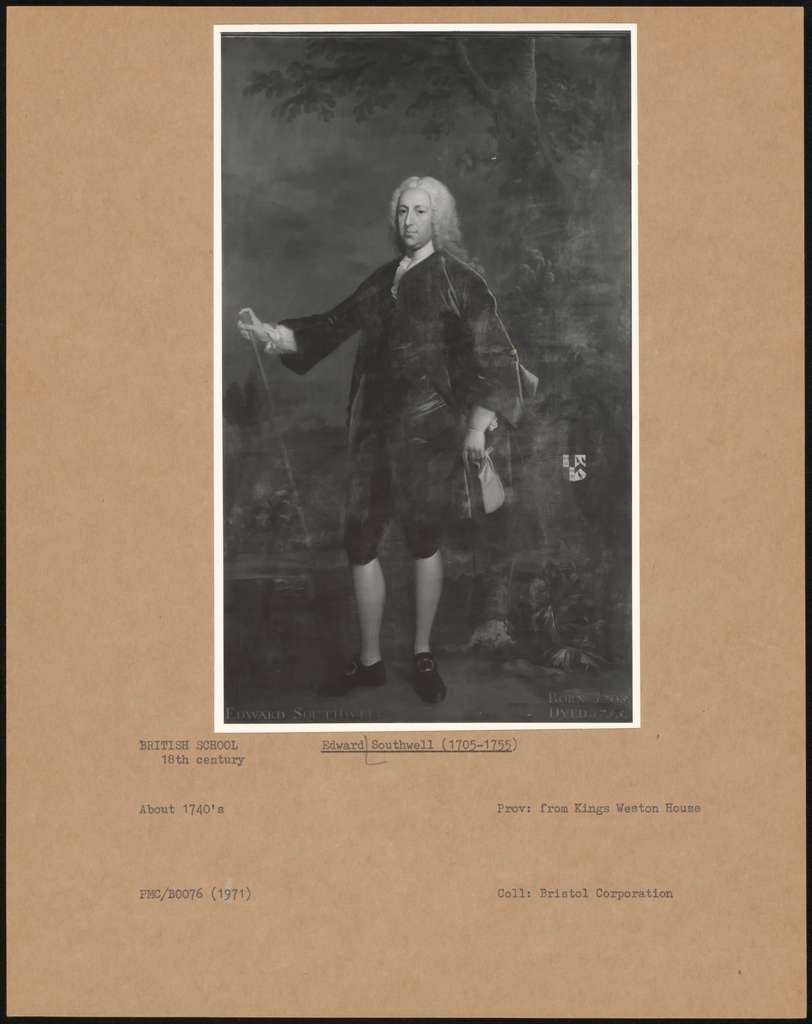 EDWARD SOUTHWELL
BORN 1705
DYED 1755
BRITISH SCHOOL
18th century
Edward Southwell (1705-1755)
About 1740's
Prov: from Kings Weston House
PMC/B0076 (1971)
Coll: Bristol Corporation